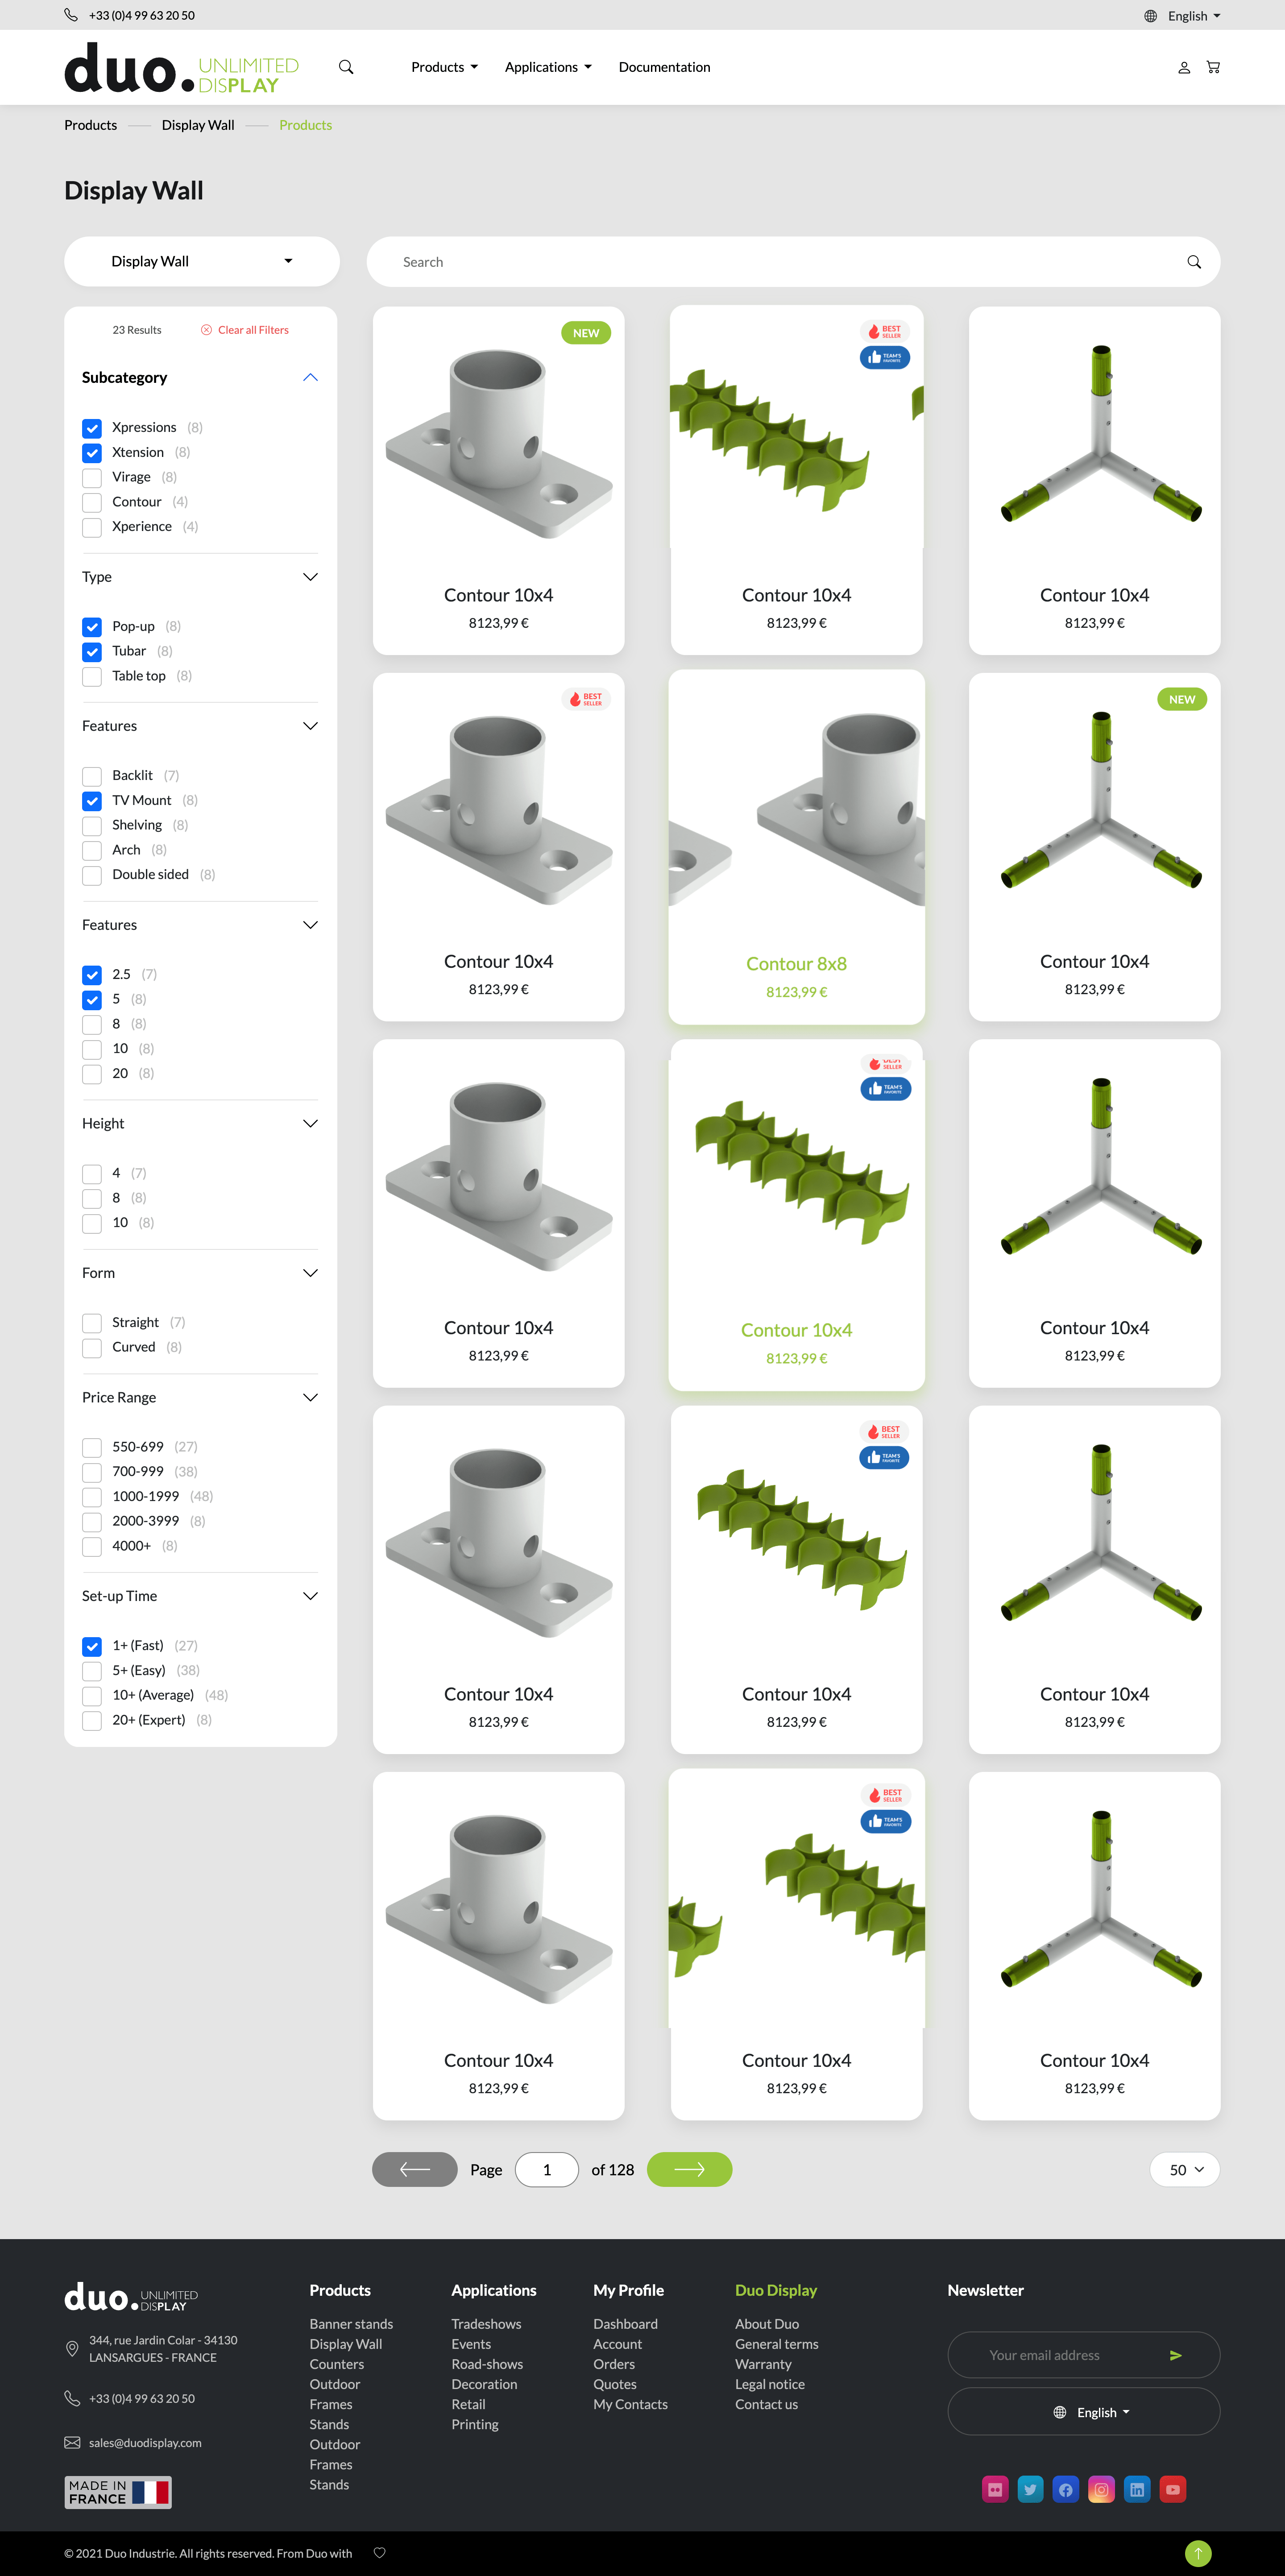 +33 (0)4 99 63 20 50
English
duo. UNLIMITED
DISPLAY
Products
Applications
Documentation
Products
Display Wall
Products
Display Wall
Display Wall
Search
23 Results
Clear all Filters
Subcategory
Xpressions (8)
Xtension (8)
Virage (8)
Contour (4)
Xperience (4)
Type
Pop-up (8)
Tubar (8)
Table top (8)
Features
Backlit (7)
TV Mount (8)
Shelving (8)
Arch (8)
Double sided (8)
Features
2.5 (7)
5 (8)
8 (8)
10 (8)
20 (8)
Height
4 (7)
8 (8)
10 (8)
Form
Straight (7)
Curved (8)
Price Range
550-699 (27)
700-999 (38)
1000-1999 (48)
2000-3999 (8)
4000+ (8)
Set-up Time
1+ (Fast) (27)
5+ (Easy) (38)
10+ (Average) (48)
20+ (Expert) (8)
NEW
Contour 10x4
8123,99 €
BEST
SELLER
TEAM'S
FAVORITE
Contour 10x4
8123,99 €
Contour 10x4
8123,99 €
BEST
SELLER
Contour 10x4
8123,99 €
Contour 8x8
8123,99 €
NEW
Contour 10x4
8123,99 €
Contour 10x4
8123,99 €
BEST
SELLER
TEAM'S
FAVORITE
Contour 10x4
8123,99 €
Contour 10x4
8123,99 €
Contour 10x4
8123,99 €
BEST
SELLER
TEAM'S
FAVORITE
Contour 10x4
8123,99 €
Contour 10x4
8123,99 €
Contour 10x4
8123,99 €
BEST
SELLER
TEAM'S
FAVORITE
Contour 10x4
8123,99 €
Contour 10x4
8123,99 €
Page 1 of 128
50
duo. UNLIMITED
DISPLAY
344, rue Jardin Colar - 34130
LANSARGUES - FRANCE
+33 (0)4 99 63 20 50
sales@duodisplay.com
MADE IN
FRANCE
Products
Banner stands
Display Wall
Counters
Outdoor
Frames
Stands
Outdoor
Frames
Stands
Applications
Tradeshows
Events
Road-shows
Decoration
Retail
Printing
My Profile
Dashboard
Account
Orders
Quotes
My Contacts
Duo Display
About Duo
General terms
Warranty
Legal notice
Contact us
Newsletter
Your email address
English
© 2021 Duo Industrie. All rights reserved. From Duo with